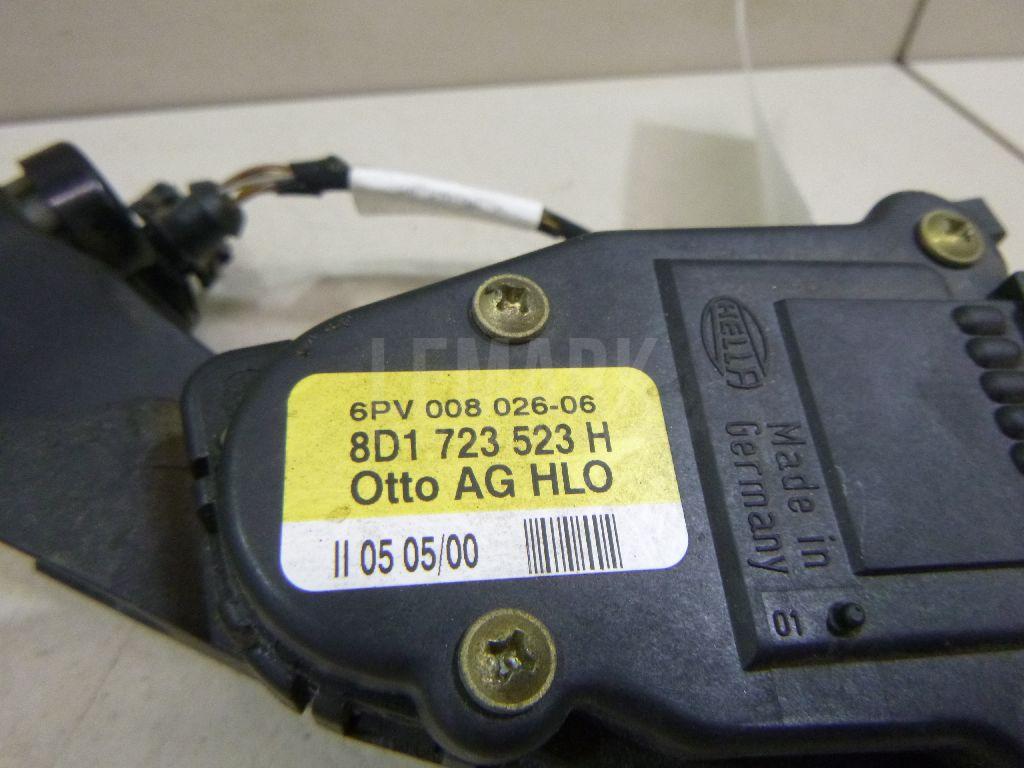 LEMARK
6PV 008 026-06
8D1 723 523 H
Otto AG HLO
II 05 05/00
HELLA
Made in
Germany
01